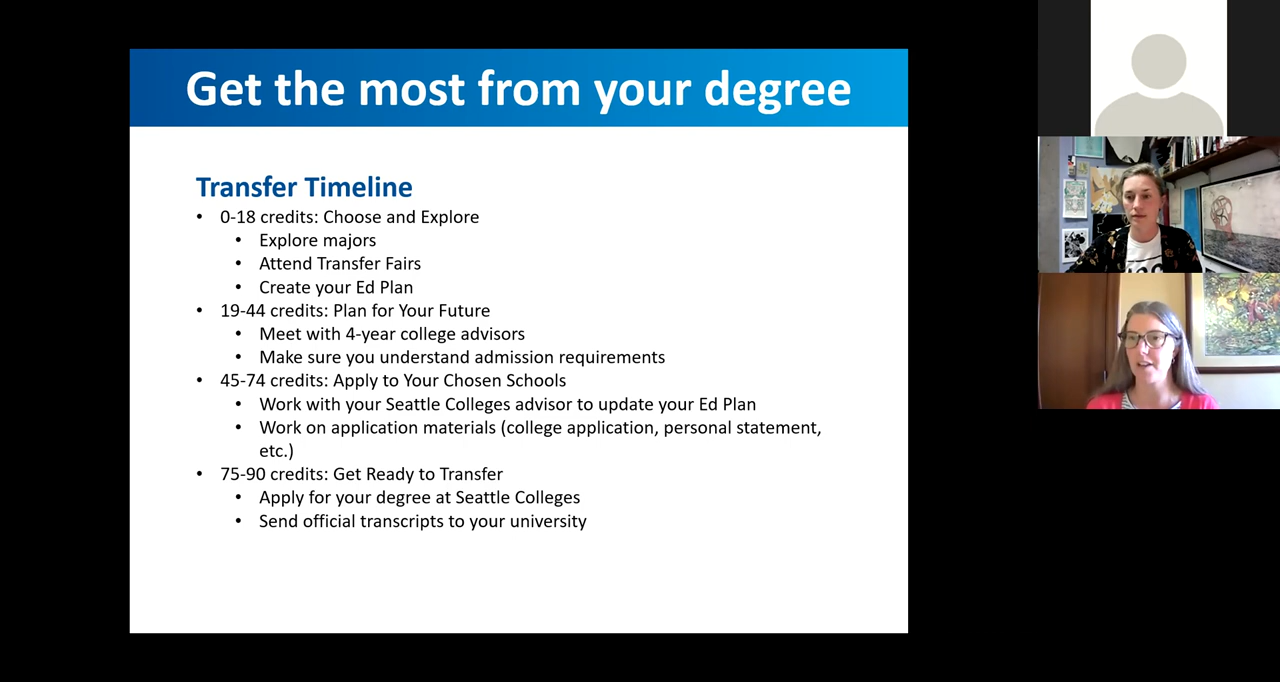 Get the most from your degree
Transfer Timeline
• 0-18 credits: Choose and Explore
• Explore majors
• Attend Transfer Fairs
• Create your Ed Plan
• 19-44 credits: Plan for Your Future
• Meet with 4-year college advisors
• Make sure you understand admission requirements
• 45-74 credits: Apply to Your Chosen Schools
• Work with your Seattle Colleges advisor to update your Ed Plan
• Work on application materials (college application, personal statement,
etc.)
• 75-90 credits: Get Ready to Transfer
• Apply for your degree at Seattle Colleges
• Send official transcripts to your university